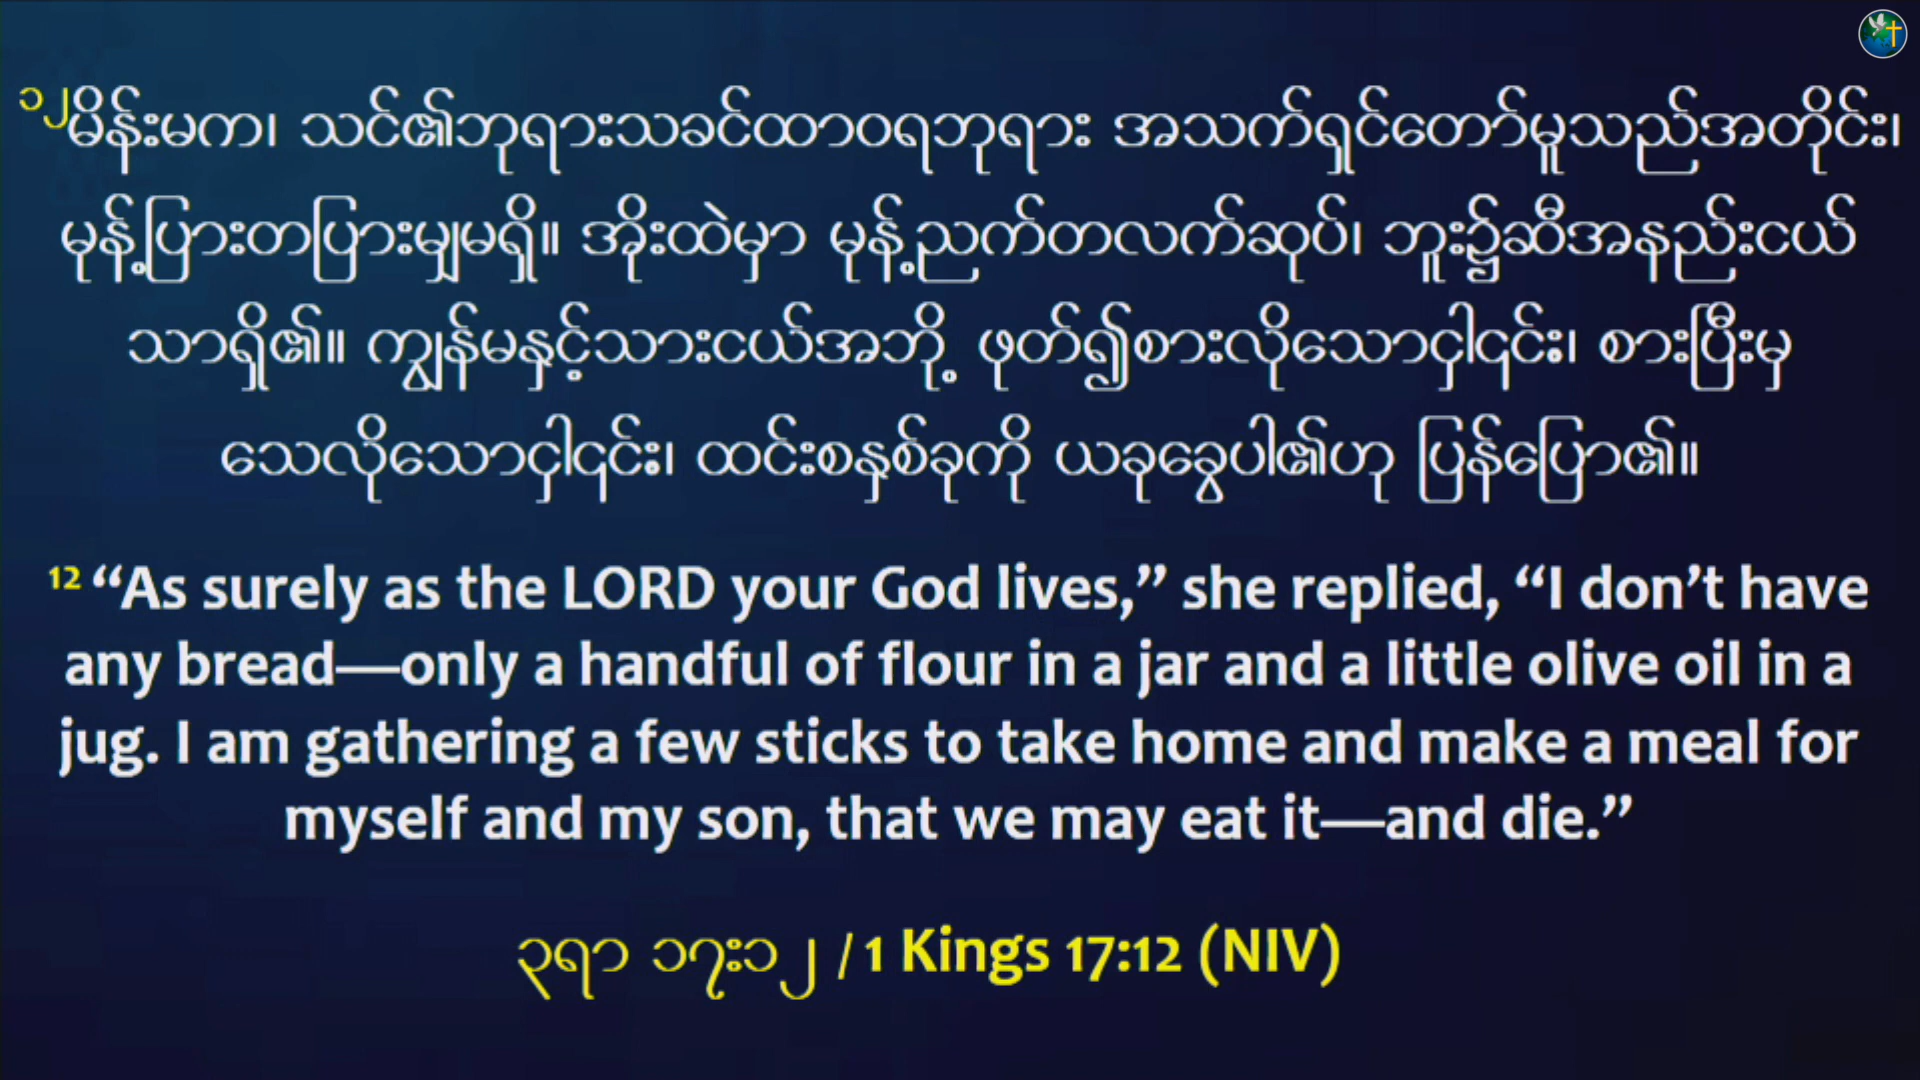 ၁၂မိန်းမက၊ သင်၏ဘုရားသခင်ထာဝရဘုရား အသက်ရှင်တော်မူသည်အတိုင်း၊
မုန့်ပြားတပြားမျှမရှိ။ အိုးထဲမှာ မုန့်ညက်တလက်ဆုပ်၊ ဘူး၌ဆီအနည်းငယ်
သာရှိ၏။ ကျွန်မနှင့်သားငယ်အဘို့ ဖုတ်၍စားလိုသောငှါ၎င်း၊ စားပြီးမှ
သေလိုသောငှါ၎င်း၊ ထင်းစနှစ်ခုကို ယခုခွေပါ၏ဟု ပြန်ပြော၏။
12 “As surely as the LORD your God lives,” she replied, “I don’t have
any bread—only a handful of flour in a jar and a little olive oil in a
jug. I am gathering a few sticks to take home and make a meal for
myself and my son, that we may eat it—and die.”
၃ရာ ၁၇း၁၂ / 1 Kings 17:12 (NIV)